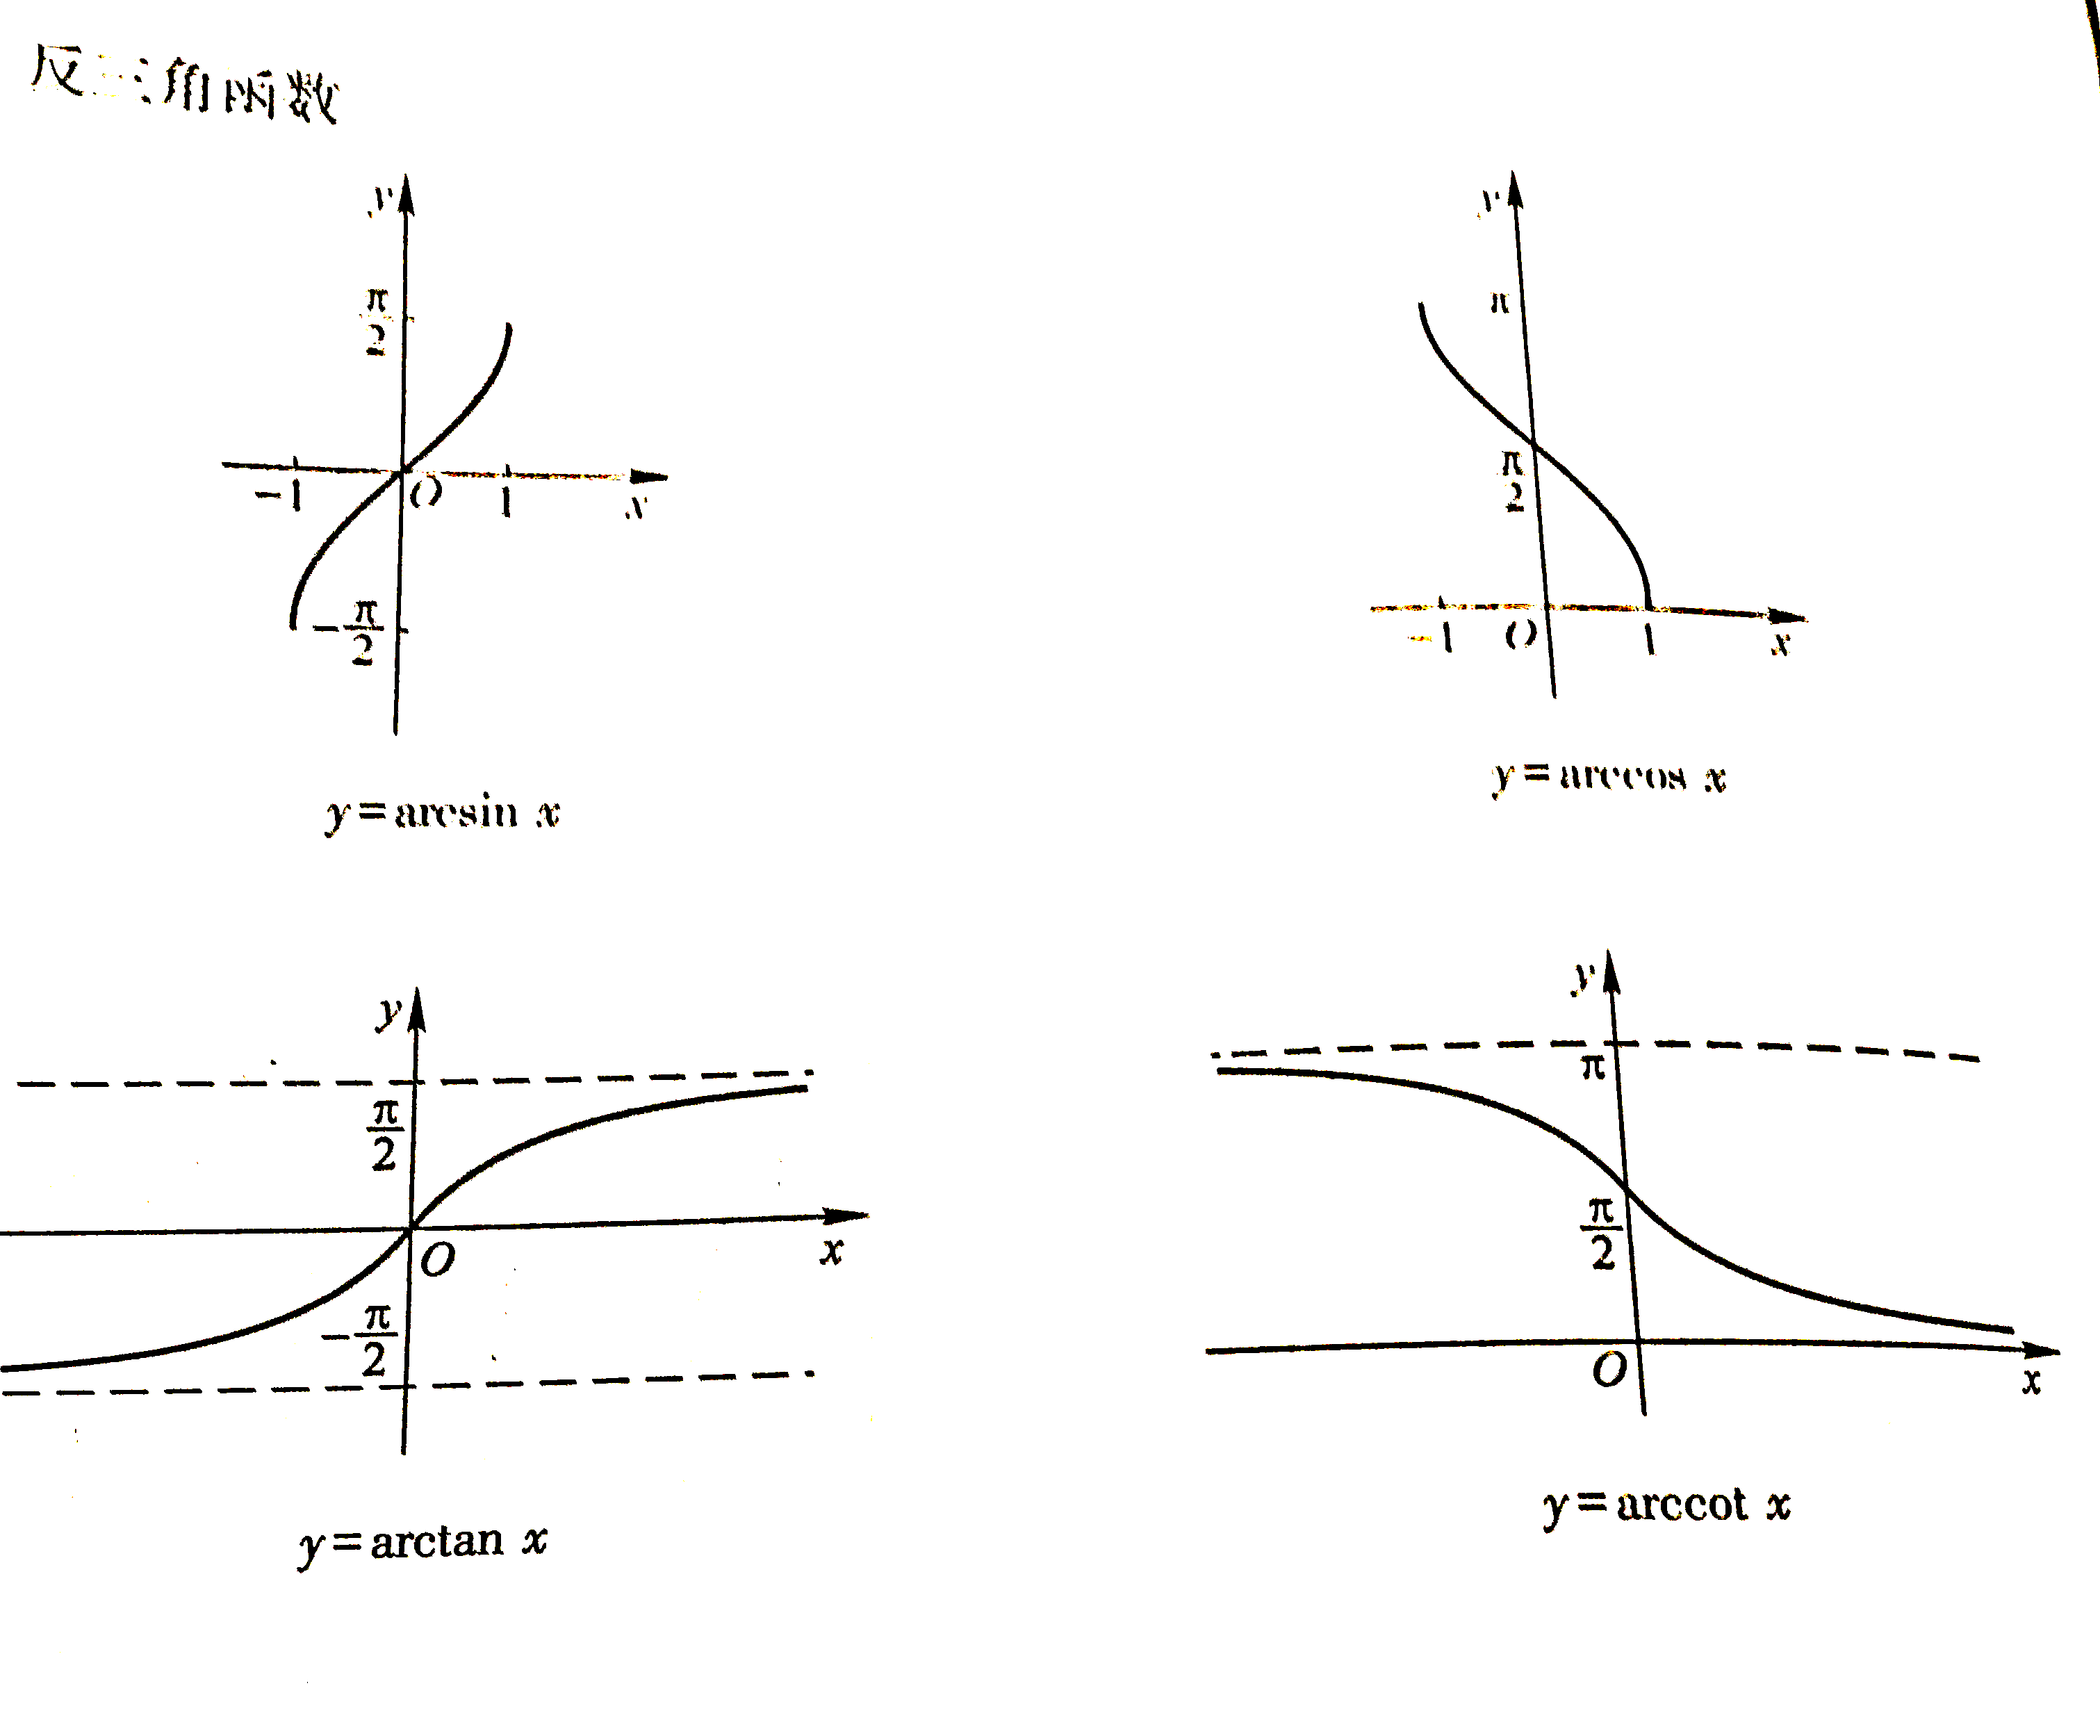 反三角函数
y
π/2
-1
O
1
x
-π/2
y=arcsin x
y
π
π/2
-1
O
1
x
y=arccos x
y
π/2
O
x
-π/2
y=arctan x
y
π
π/2
O
x
y=arccot x